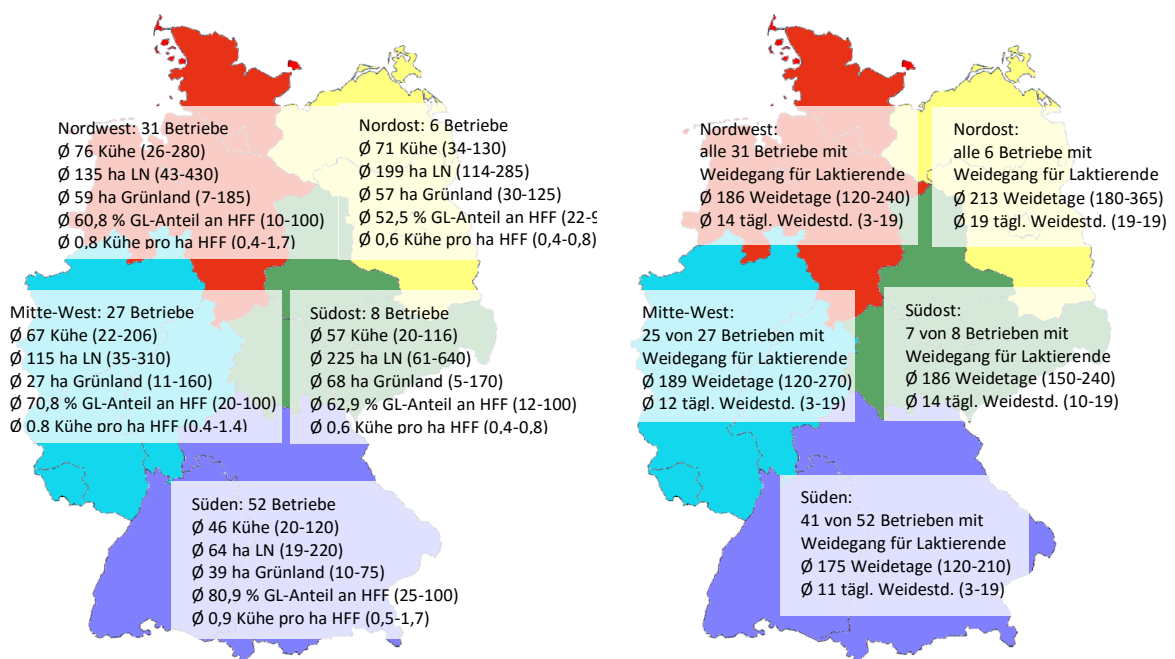 Nordwest: 31 Betriebe
Ø 76 Kühe (26-280)
Ø 135 ha LN (43-430)
Ø 59 ha Grünland (7-185)
Ø 60,8 % GL-Anteil an HFF (10-100)
Ø 0,8 Kühe pro ha HFF (0,4-1,7)
Nordost: 6 Betriebe
Ø 71 Kühe (34-130)
Ø 199 ha LN (114-285)
Ø 57 ha Grünland (30-125)
Ø 52,5 % GL-Anteil an HFF (22-9
Ø 0,6 Kühe pro ha HFF (0,4-0,8)
Mitte-West: 27 Betriebe
Ø 67 Kühe (22-206)
Ø 115 ha LN (35-310)
Ø 27 ha Grünland (11-160)
Ø 70,8 % GL-Anteil an HFF (20-100)
Ø 0,8 Kühe pro ha HFF (0,4-1,4)
Südost: 8 Betriebe
Ø 57 Kühe (20-116)
Ø 225 ha LN (61-640)
Ø 68 ha Grünland (5-170)
Ø 62,9 % GL-Anteil an HFF (12-100)
Ø 0,6 Kühe pro ha HFF (0,4-0,8)
Süden: 52 Betriebe
Ø 46 Kühe (20-120)
Ø 64 ha LN (19-220)
Ø 39 ha Grünland (10-75)
Ø 80,9 % GL-Anteil an HFF (25-100)
Ø 0,9 Kühe pro ha HFF (0,5-1,7)
Nordwest:
alle 31 Betriebe mit
Weidegang für Laktierende
Ø 186 Weidetage (120-240)
Ø 14 tägl. Weidestd. (3-19)
Nordost:
alle 6 Betriebe mit
Weidegang für Laktierende
Ø 213 Weidetage (180-365)
Ø 19 tägl. Weidestd. (19-19)
Mitte-West:
25 von 27 Betrieben mit
Weidegang für Laktierende
Ø 189 Weidetage (120-270)
Ø 12 tägl. Weidestd. (3-19)
Südost:
7 von 8 Betrieben mit
Weidegang für Laktierende
Ø 186 Weidetage (150-240)
Ø 14 tägl. Weidestd. (10-19)
Süden:
41 von 52 Betrieben mit
Weidegang für Laktierende
Ø 175 Weidetage (120-210)
Ø 11 tägl. Weidestd. (3-19)